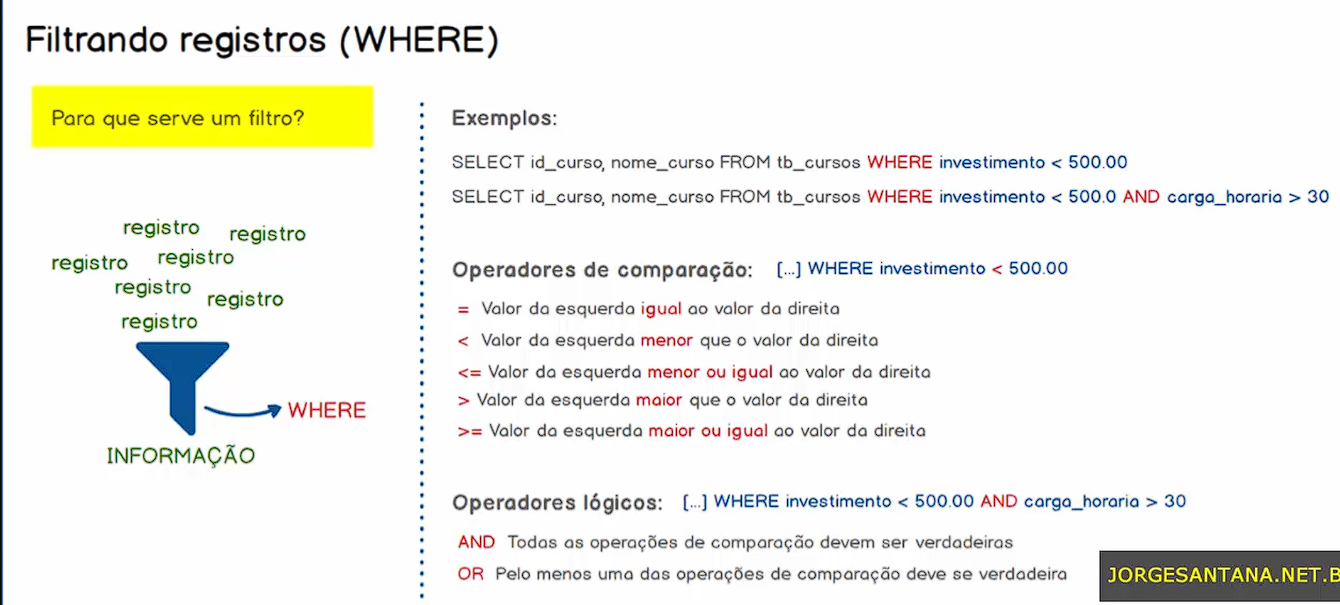 Filtrando registros (WHERE)
Para que serve um filtro?
registro
registro
registro
registro
registro
registro
registro
WHERE
INFORMAÇÃO
Exemplos:
SELECT id_curso, nome_curso FROM tb_cursos WHERE investimento < 500.00
SELECT id_curso, nome_curso FROM tb_cursos WHERE investimento < 500.0 AND carga_horaria > 30
Operadores de comparação: [...] WHERE investimento < 500.00
= Valor da esquerda igual ao valor da direita
< Valor da esquerda menor que o valor da direita
<= Valor da esquerda menor ou igual ao valor da direita
> Valor da esquerda maior que o valor da direita
>= Valor da esquerda maior ou igual ao valor da direita
Operadores lógicos: [...] WHERE investimento < 500.00 AND carga_horaria > 30
AND Todas as operações de comparação devem ser verdadeiras
OR Pelo menos uma das operações de comparação deve se verdadeira
JORGESANTANA.NET.B